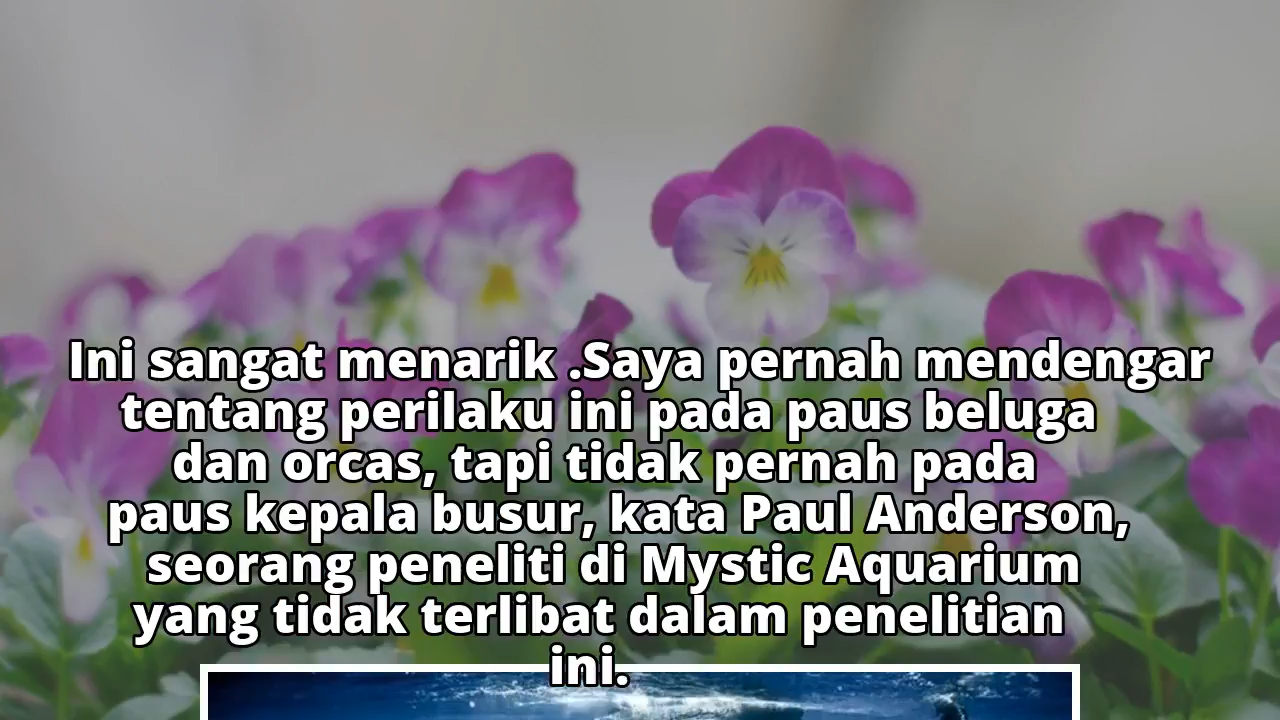 Ini sangat menarik .Saya pernah mendengar
tentang perilaku ini pada paus beluga
dan orcas, tapi tidak pernah pada
paus kepala busur, kata Paul Anderson,
seorang peneliti di Mystic Aquarium
yang tidak terlibat dalam penelitian
ini.